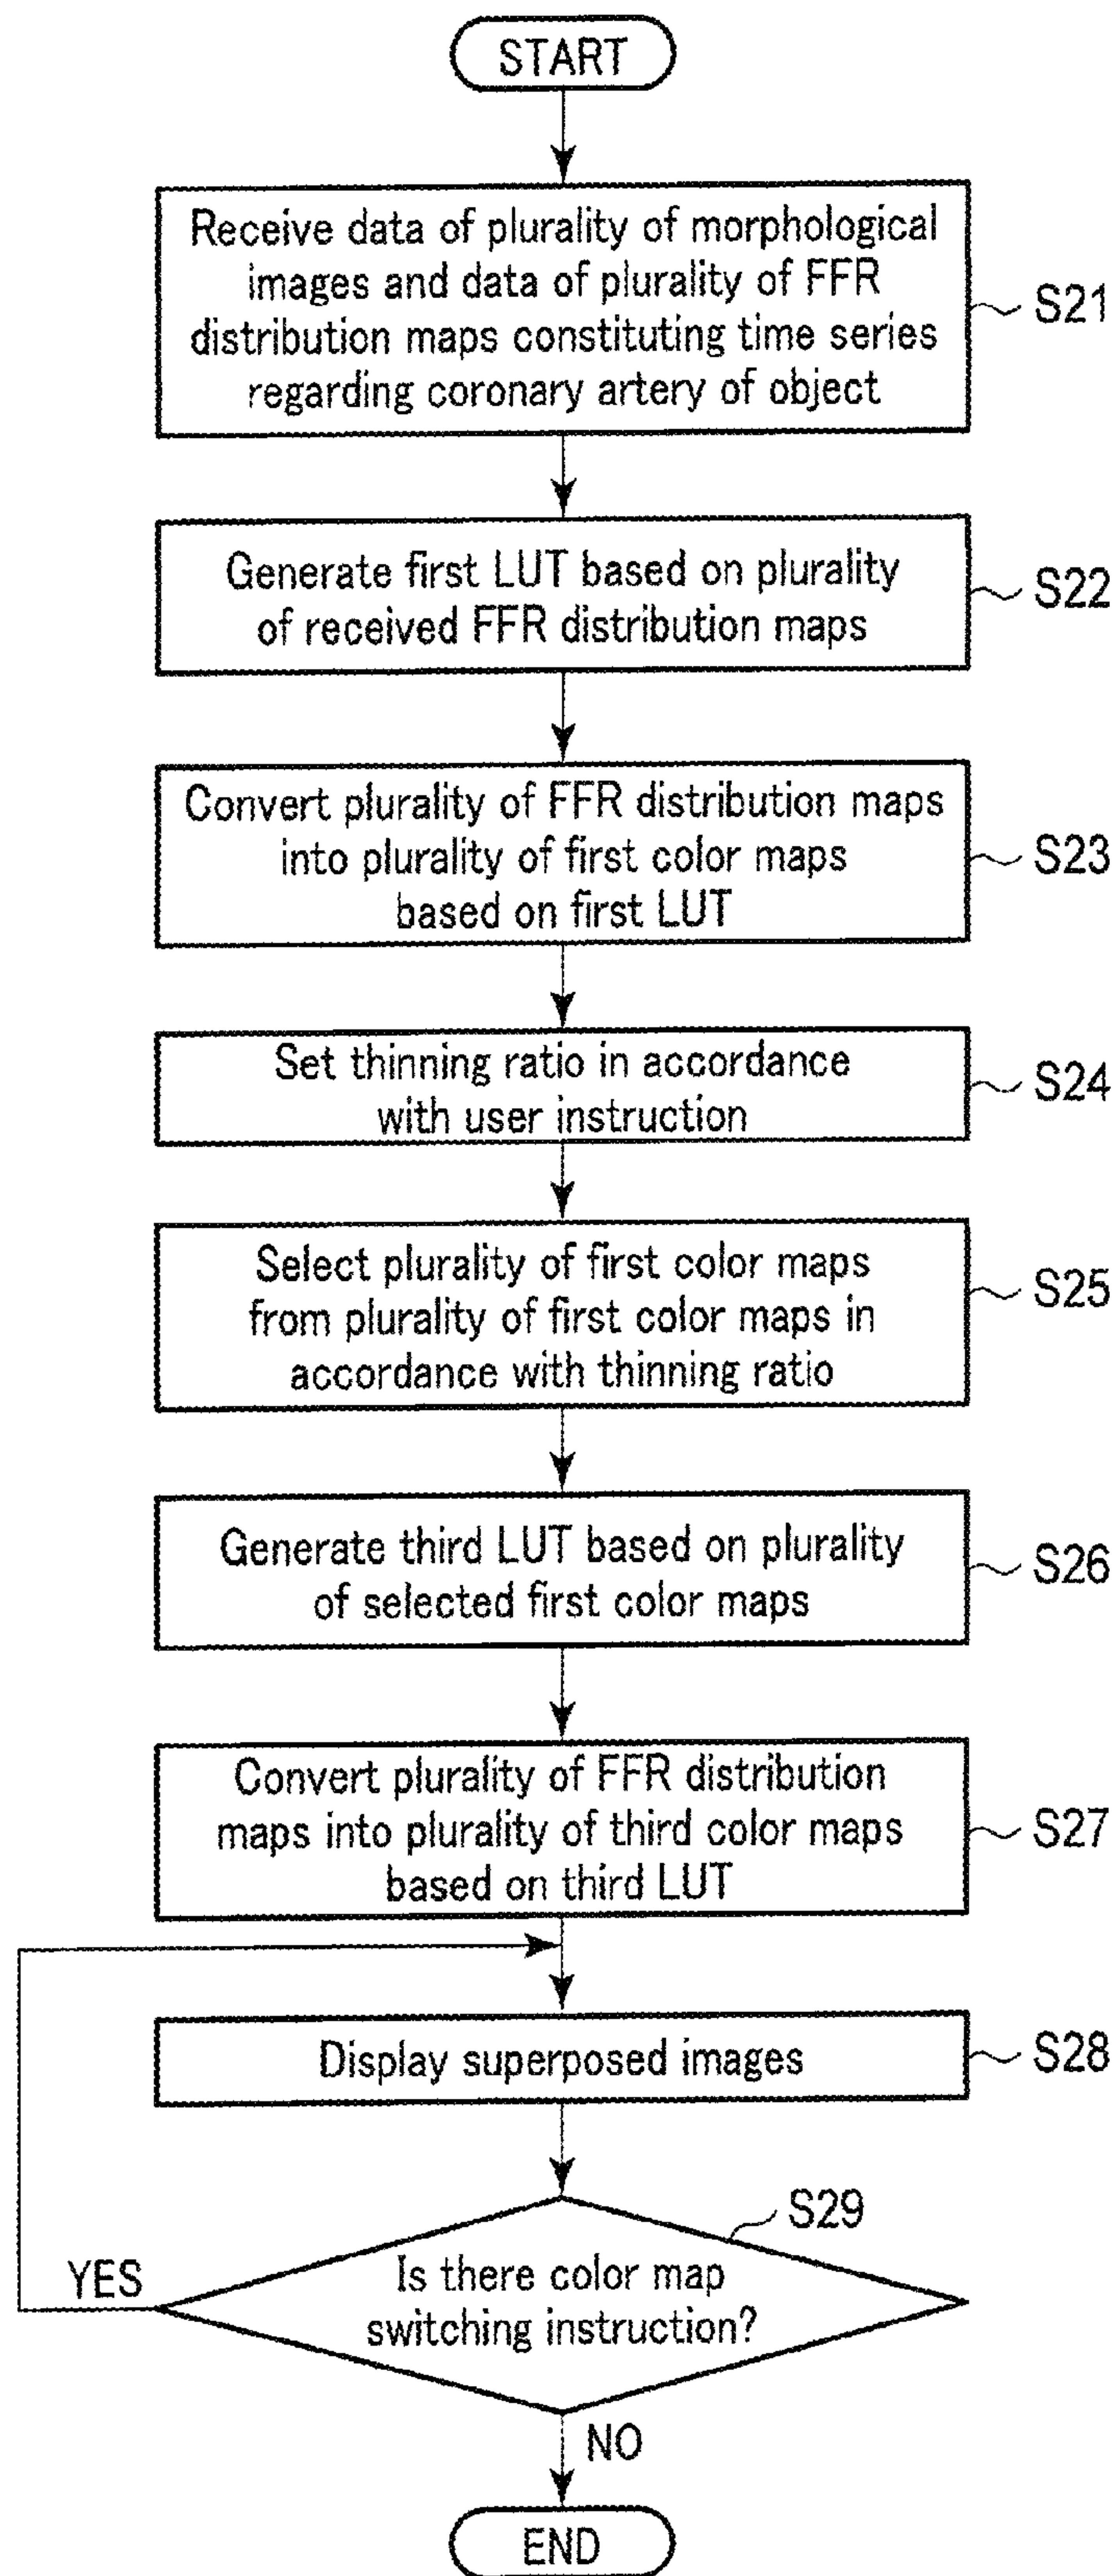 START
Receive data of plurality of morphological
images and data of plurality of FFR
distribution maps constituting time series
regarding coronary artery of object
S21
Generate first LUT based on plurality
of received FFR distribution maps
S22
Convert plurality of FFR distribution maps
into plurality of first color maps
based on first LUT
S23
Set thinning ratio in accordance
with user instruction
S24
Select plurality of first color maps
from plurality of first color maps in
accordance with thinning ratio
S25
Generate third LUT based on plurality
of selected first color maps
S26
Convert plurality of FFR distribution
maps into plurality of third color maps
based on third LUT
S27
Display superposed images
S28
S29
YES
Is there color map
switching instruction?
NO
END